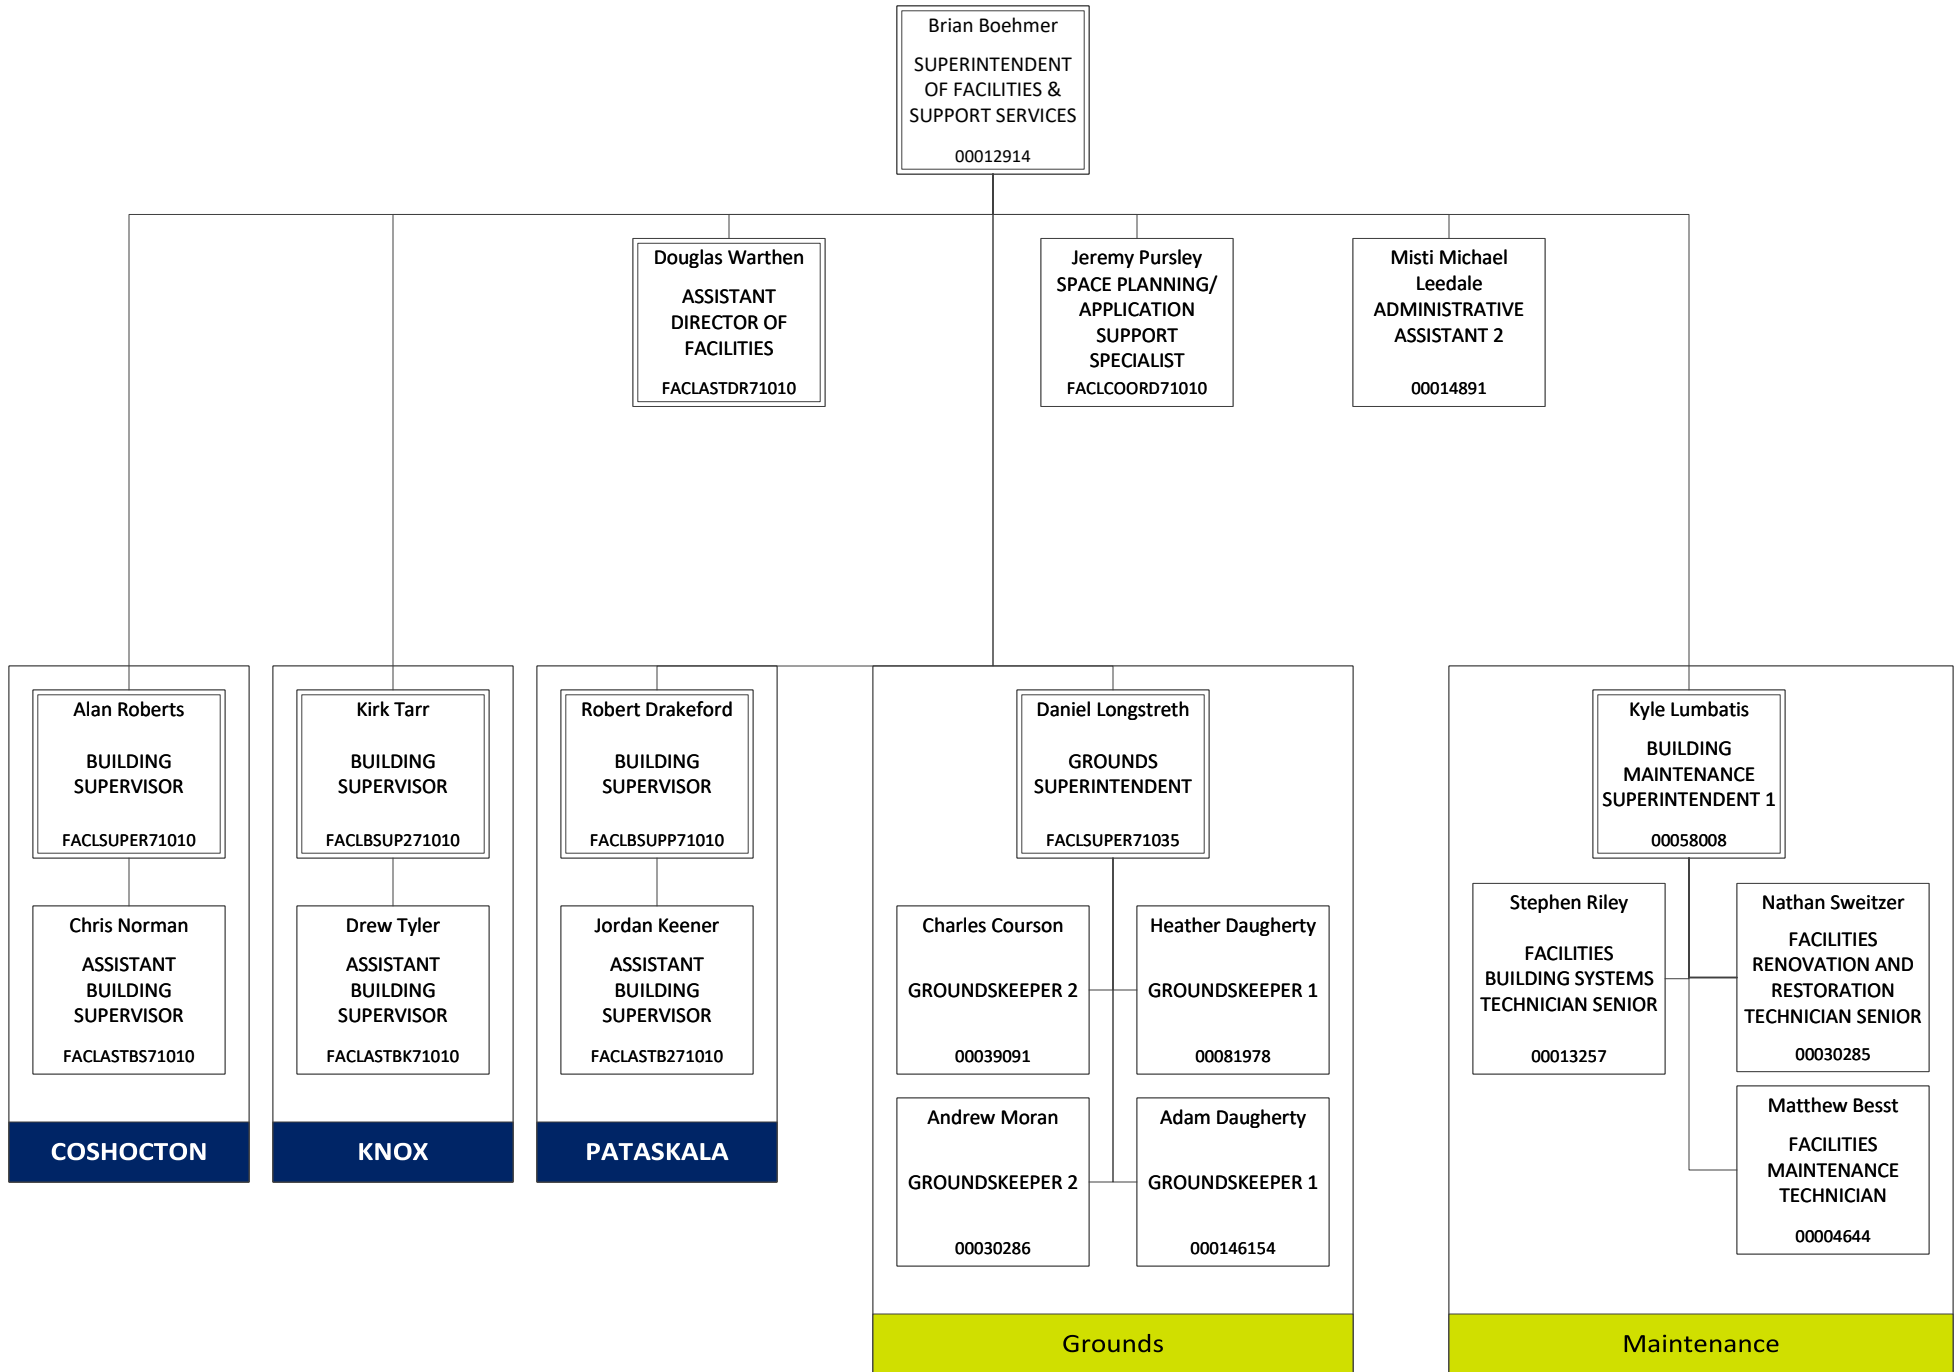 Brian Boehmer
SUPERINTENDENT
OF FACILITIES &
SUPPORT SERVICES
00012914
Douglas Warthen
ASSISTANT
DIRECTOR OF
FACILITIES
FACLASTDR71010
Jeremy Pursley
SPACE PLANNING/
APPLICATION
SUPPORT
SPECIALIST
FACLCOORD71010
Misti Michael
Leedale
ADMINISTRATIVE
ASSISTANT 2
00014891
Alan Roberts
BUILDING
SUPERVISOR
FACLSUPER71010
Chris Norman
ASSISTANT
BUILDING
SUPERVISOR
FACLASTBS71010
COSHOCTON
Kirk Tarr
BUILDING
SUPERVISOR
FACLBSUP271010
Drew Tyler
ASSISTANT
BUILDING
SUPERVISOR
FACLASTBK71010
KNOX
Robert Drakeford
BUILDING
SUPERVISOR
FACLBSUPP71010
Jordan Keener
ASSISTANT
BUILDING
SUPERVISOR
FACLASTB271010
PATASKALA
Daniel Longstreth
GROUNDS
SUPERINTENDENT
FACLSUPER71035
Charles Courson
GROUNDSKEEPER 2
00039091
Heather Daugherty
GROUNDSKEEPER 1
00081978
Andrew Moran
GROUNDSKEEPER 2
00030286
Adam Daugherty
GROUNDSKEEPER 1
000146154
Grounds
Kyle Lumbatis
BUILDING
MAINTENANCE
SUPERINTENDENT 1
00058008
Stephen Riley
FACILITIES
BUILDING SYSTEMS
TECHNICIAN SENIOR
00013257
Nathan Sweitzer
FACILITIES
RENOVATION AND
RESTORATION
TECHNICIAN SENIOR
00030285
Matthew Besst
FACILITIES
MAINTENANCE
TECHNICIAN
00004644
Maintenance